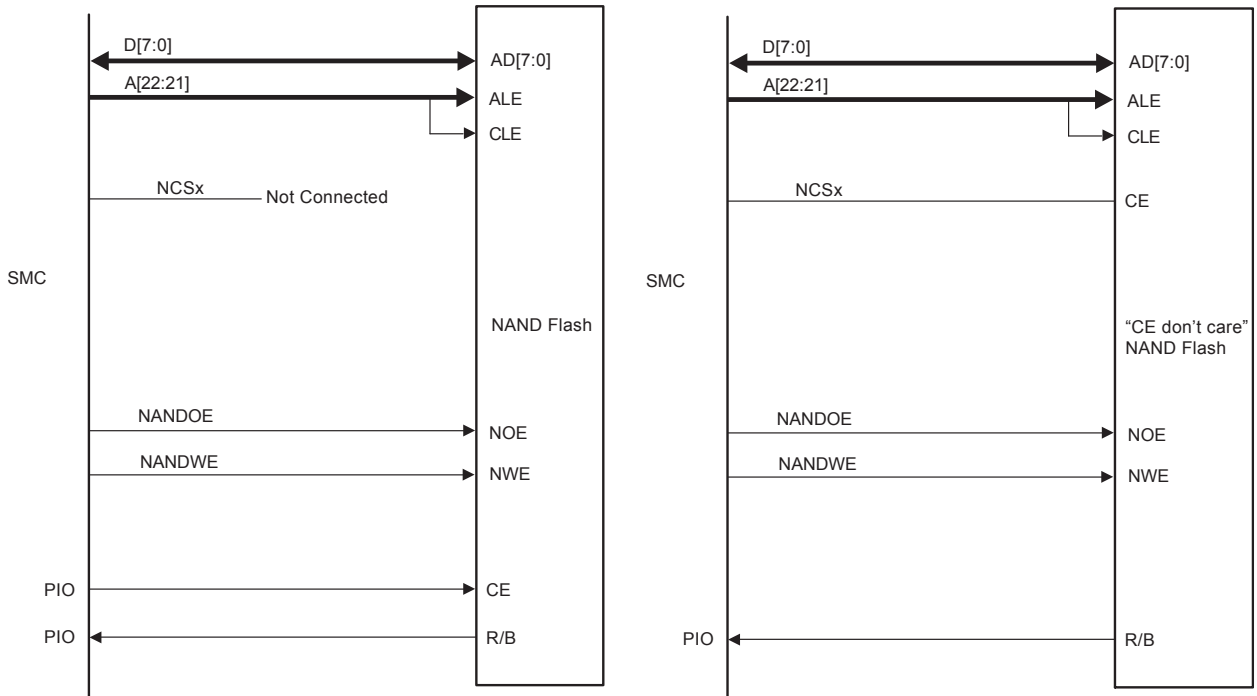 D[7:0]
AD[7:0]
A[22:21]
ALE
CLE
NCSx
Not Connected
SMC
NAND Flash
NANDOE
NOE
NANDWE
NWE
PIO
CE
PIO
R/B
D[7:0]
AD[7:0]
A[22:21]
ALE
CLE
NCSx
CE
SMC
“CE don’t care”
NAND Flash
NANDOE
NOE
NANDWE
NWE
PIO
R/B